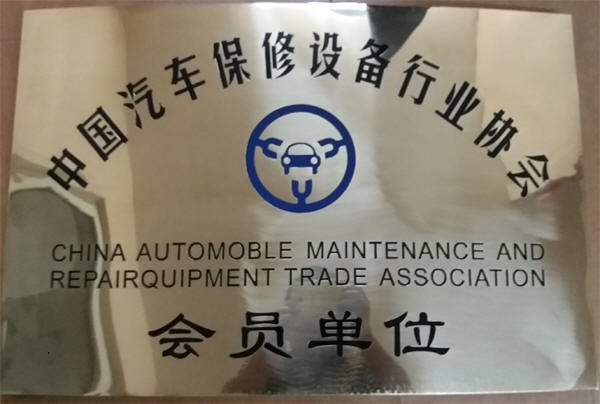 中国汽车保修设备行业协会
CHINA AUTOMOBLE MAINTENANCE AND
REPAIRQUIPMENT TRADE ASSOCIATION
会员单位